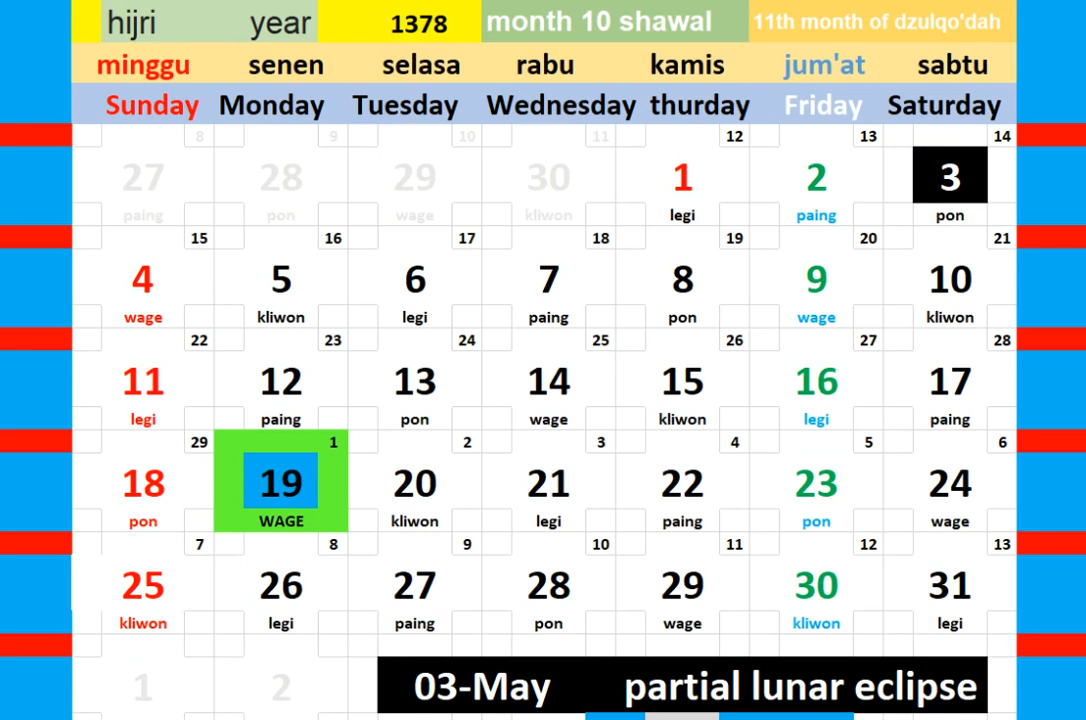 hijri year 1378 month 10 shawal 11th month of dzulqo'dah
minggu senen selasa rabu kamis jum'at sabtu
Sunday Monday Tuesday Wednesday thurday Friday Saturday
8 9 10 11 12 13 14
27 28 29 30 1 2 3
paing pon wage kliwon legi paing pon
15 16 17 18 19 20 21
4 5 6 7 8 9 10
wage kliwon legi paing pon wage kliwon
22 23 24 25 26 27 28
11 12 13 14 15 16 17
legi paing pon wage kliwon legi paing
29 1 2 3 4 5 6
18 19 20 21 22 23 24
pon WAGE kliwon legi paing pon wage
7 8 9 10 11 12 13
25 26 27 28 29 30 31
kliwon legi paing pon wage kliwon legi
1 2 03-May partial lunar eclipse